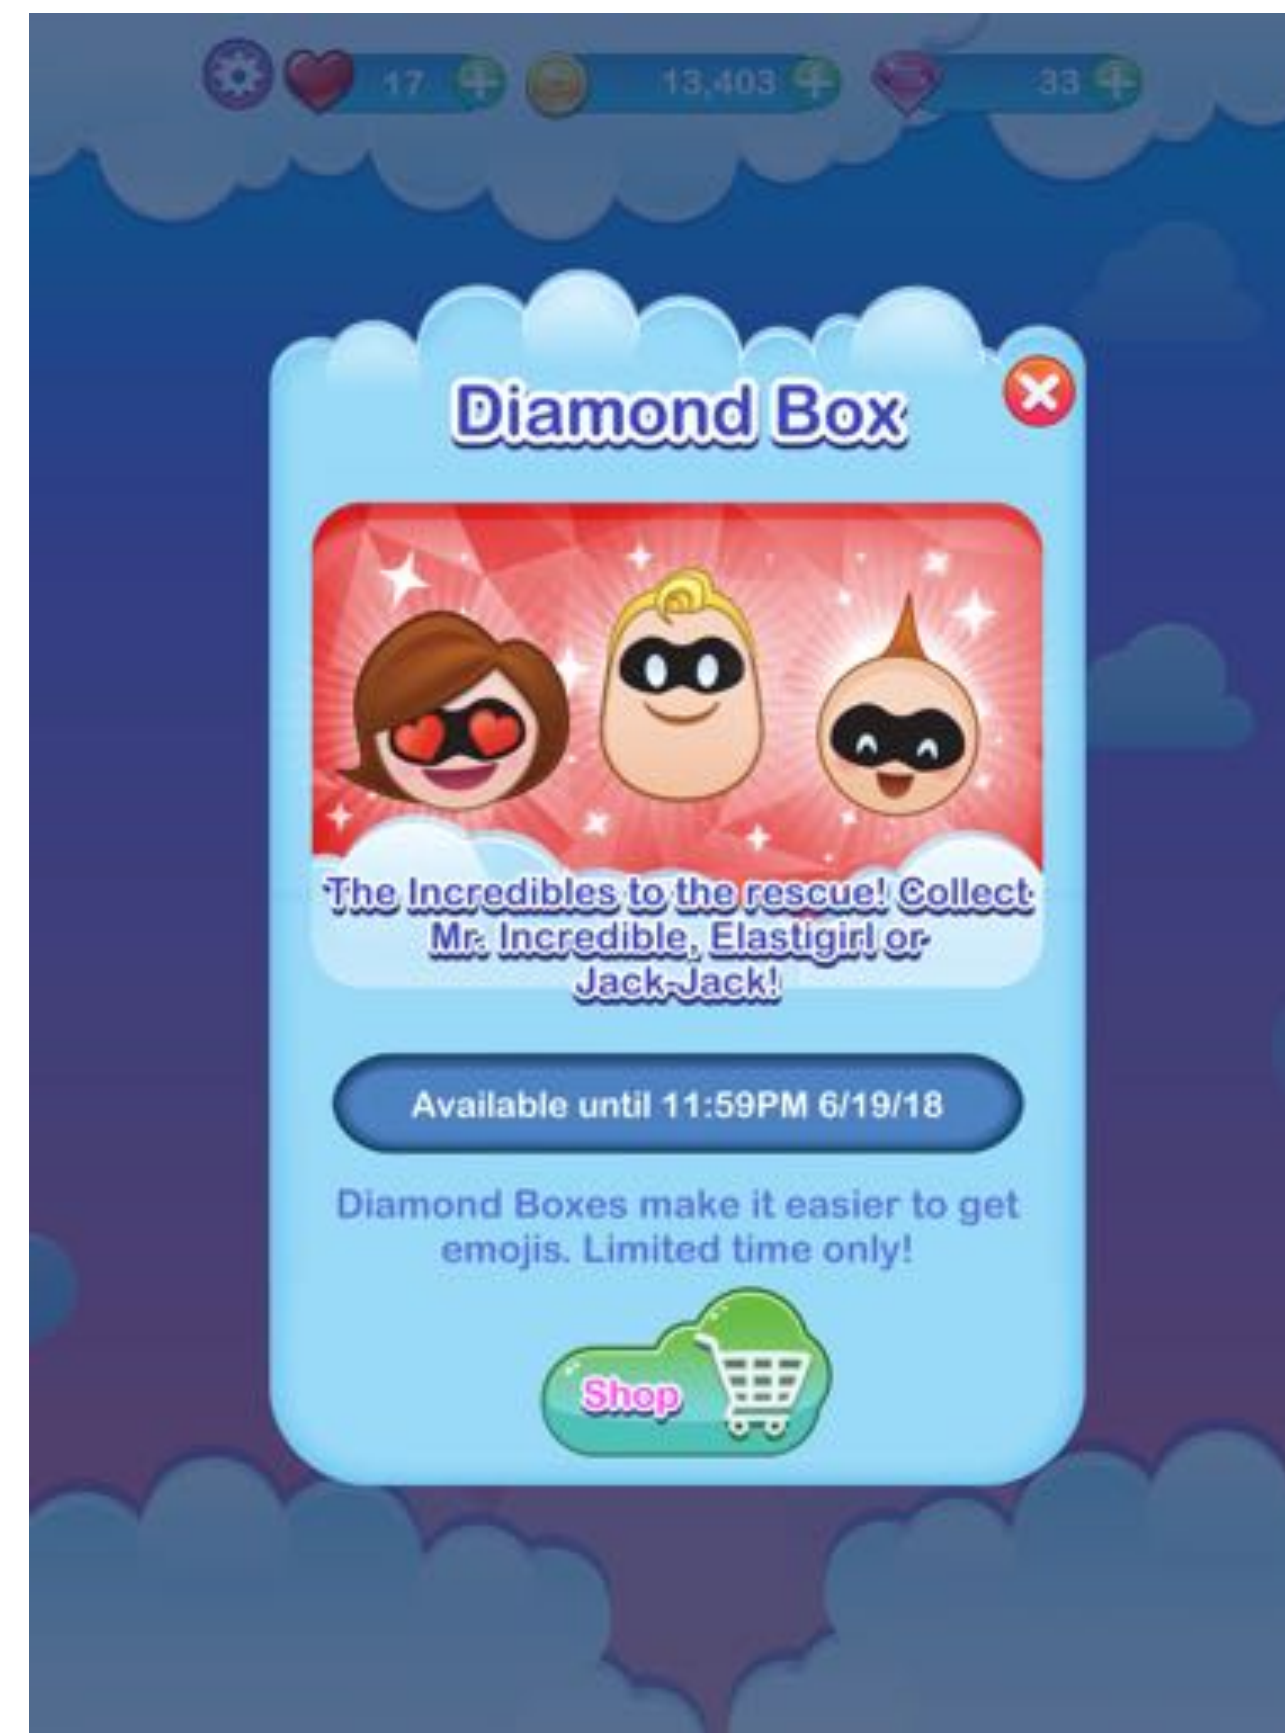 17 13,403 33
Diamond Box
The Incredibles to the rescue! Collect
Mr. Incredible, Elastigirl or
Jack-Jack!
Available until 11:59PM 6/19/18
Diamond Boxes make it easier to get
emojis. Limited time only!
Shop